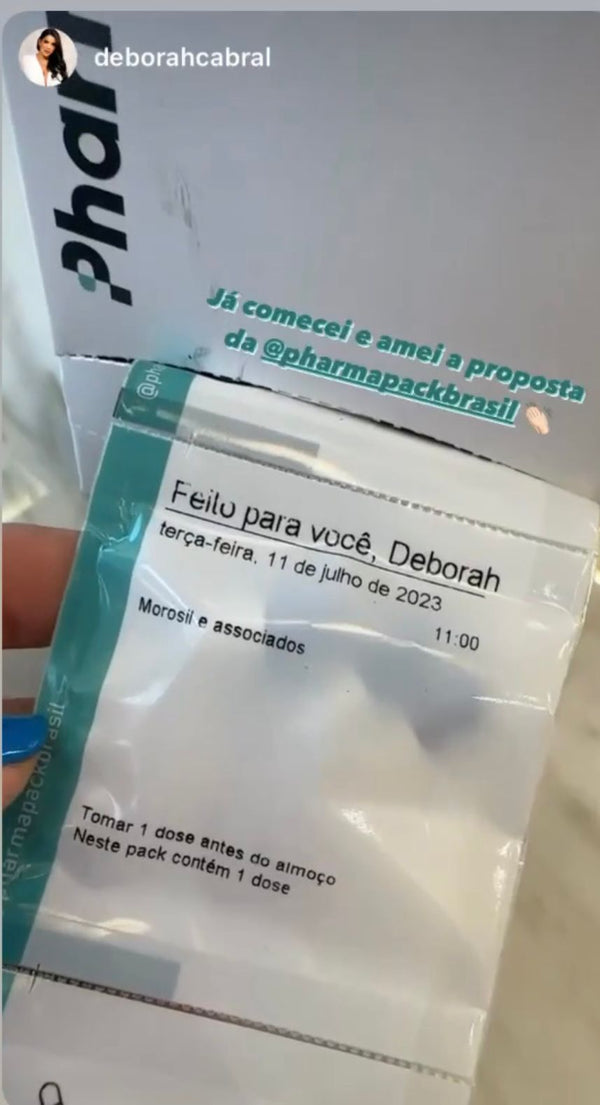 deborahcabral
Phar
Já comecei e amei a proposta
da @pharmapackbrasil
@pha
Feito para você, Deborah
terça-feira, 11 de julho de 2023
11:00
Morosil e associados
pharmapackbrasil
Tomar 1 dose antes do almoço
Neste pack contém 1 dose